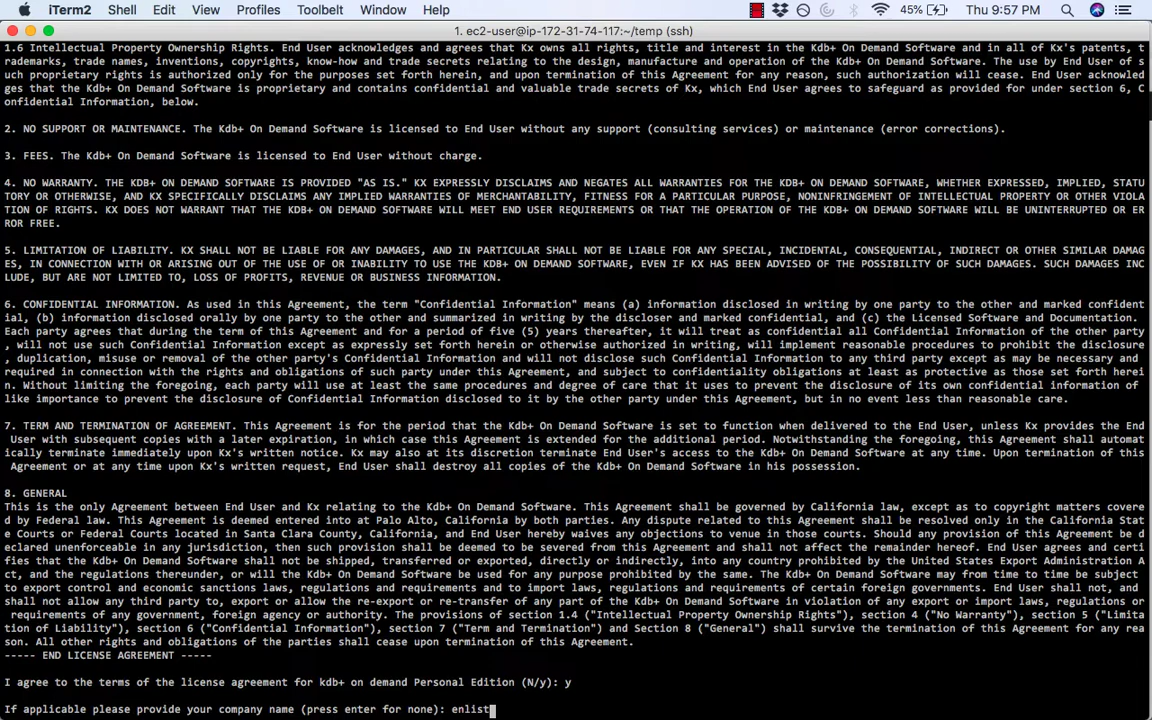 iTerm2 Shell Edit View Profiles Toolbelt Window Help 45% Thu 9:57 PM
1. ec2-user@ip-172-31-74-117:~/temp (ssh)
1.6 Intellectual Property Ownership Rights. End User acknowledges and agrees that Kx owns all rights, title and interest in the Kdb+ On Demand Software and in all of Kx's patents, t
rademarks, trade names, inventions, copyrights, know-how and trade secrets relating to the design, manufacture and operation of the Kdb+ On Demand Software. The use by End User of s
uch proprietary rights is authorized only for the purposes set forth herein, and upon termination of this Agreement for any reason, such authorization will cease. End User acknowled
ges that the Kdb+ On Demand Software is proprietary and contains confidential and valuable trade secrets of Kx, which End User agrees to safeguard as provided for under section 6, C
onfidential Information, below.
2. NO SUPPORT OR MAINTENANCE. The Kdb+ On Demand Software is licensed to End User without any support (consulting services) or maintenance (error corrections).
3. FEES. The Kdb+ On Demand Software is licensed to End User without charge.
4. NO WARRANTY. THE KDB+ ON DEMAND SOFTWARE IS PROVIDED "AS IS." KX EXPRESSLY DISCLAIMS AND NEGATES ALL WARRANTIES FOR THE KDB+ ON DEMAND SOFTWARE, WHETHER EXPRESSED, IMPLIED, STATU
TORY OR OTHERWISE, AND KX SPECIFICALLY DISCLAIMS ANY IMPLIED WARRANTIES OF MERCHANTABILITY, FITNESS FOR A PARTICULAR PURPOSE, NONINFRINGEMENT OF INTELLECTUAL PROPERTY OR OTHER VIOLA
TION OF RIGHTS. KX DOES NOT WARRANT THAT THE KDB+ ON DEMAND SOFTWARE WILL MEET END USER REQUIREMENTS OR THAT THE OPERATION OF THE KDB+ ON DEMAND SOFTWARE WILL BE UNINTERRUPTED OR ER
ROR FREE.
5. LIMITATION OF LIABILITY. KX SHALL NOT BE LIABLE FOR ANY DAMAGES, AND IN PARTICULAR SHALL NOT BE LIABLE FOR ANY SPECIAL, INCIDENTAL, CONSEQUENTIAL, INDIRECT OR OTHER SIMILAR DAMAG
ES, IN CONNECTION WITH OR ARISING OUT OF THE USE OF OR INABILITY TO USE THE KDB+ ON DEMAND SOFTWARE, EVEN IF KX HAS BEEN ADVISED OF THE POSSIBILITY OF SUCH DAMAGES. SUCH DAMAGES INC
LUDE, BUT ARE NOT LIMITED TO, LOSS OF PROFITS, REVENUE OR BUSINESS INFORMATION.
6. CONFIDENTIAL INFORMATION. As used in this Agreement, the term "Confidential Information" means (a) information disclosed in writing by one party to the other and marked confident
ial, (b) information disclosed orally by one party to the other and summarized in writing by the discloser and marked confidential, and (c) the Licensed Software and Documentation.
Each party agrees that during the term of this Agreement and for a period of five (5) years thereafter, it will treat as confidential all Confidential Information of the other party
, will not use such Confidential Information except as expressly set forth herein or otherwise authorized in writing, will implement reasonable procedures to prohibit the disclosure
, duplication, misuse or removal of the other party's Confidential Information and will not disclose such Confidential Information to any third party except as may be necessary and
required in connection with the rights and obligations of such party under this Agreement, and subject to confidentiality obligations at least as protective as those set forth herei
n. Without limiting the foregoing, each party will use at least the same procedures and degree of care that it uses to prevent the disclosure of its own confidential information of
like importance to prevent the disclosure of Confidential Information disclosed to it by the other party under this Agreement, but in no event less than reasonable care.
7. TERM AND TERMINATION OF AGREEMENT. This Agreement is for the period that the Kdb+ On Demand Software is set to function when delivered to the End User, unless Kx provides the End
User with subsequent copies with a later expiration, in which case this Agreement is extended for the additional period. Notwithstanding the foregoing, this Agreement shall automat
ically terminate immediately upon Kx's written notice. Kx may also at its discretion terminate End User's access to the Kdb+ On Demand Software at any time. Upon termination of this
Agreement or at any time upon Kx's written request, End User shall destroy all copies of the Kdb+ On Demand Software in his possession.
8. GENERAL
This is the only Agreement between End User and Kx relating to the Kdb+ On Demand Software. This Agreement shall be governed by California law, except as to copyright matters covere
d by Federal law. This Agreement is deemed entered into at Palo Alto, California by both parties. Any dispute related to this Agreement shall be resolved only in the California Stat
e Courts or Federal Courts located in Santa Clara County, California, and End User hereby waives any objections to venue in those courts. Should any provision of this Agreement be d
eclared unenforceable in any jurisdiction, then such provision shall be deemed to be severed from this Agreement and shall not affect the remainder hereof. End User agrees and certi
fies that the Kdb+ On Demand Software shall not be shipped, transferred or exported, directly or indirectly, into any country prohibited by the United States Export Administration A
ct, and the regulations thereunder, or will the Kdb+ On Demand Software be used for any purpose prohibited by the same. The Kdb+ On Demand Software may from time to time be subject
to export control and economic sanctions laws, regulations and requirements and to import laws, regulations and requirements of certain foreign governments. End User shall not, and
shall not allow any third party to, export or allow the re-export or re-transfer of any part of the Kdb+ On Demand Software in violation of any export or import laws, regulations or
requirements of any government, foreign agency or authority. The provisions of section 1.4 ("Intellectual Property Ownership Rights"), section 4 ("No Warranty"), section 5 ("Limita
tion of Liability"), section 6 ("Confidential Information"), section 7 ("Term and Termination") and Section 8 ("General") shall survive the termination of this Agreement for any rea
son. All other rights and obligations of the parties shall cease upon termination of this Agreement.
----- END LICENSE AGREEMENT -----
I agree to the terms of the license agreement for kdb+ on demand Personal Edition (N/y): y
If applicable please provide your company name (press enter for none): enlist